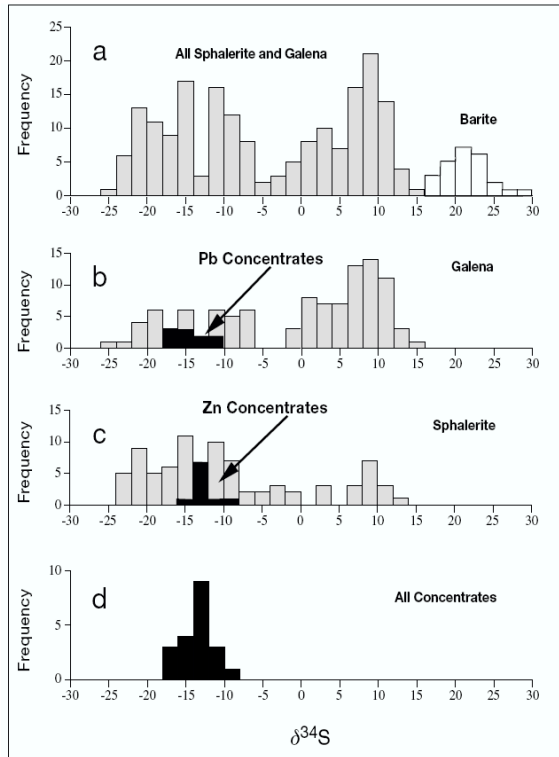 a
All Sphalerite and Galena
Barite
Frequency
25
20
15
10
5
0
-30 -25 -20 -15 -10 -5 0 5 10 15 20 25 30
b
Pb Concentrates
Galena
Frequency
15
10
5
0
-30 -25 -20 -15 -10 -5 0 5 10 15 20 25 30
c
Zn Concentrates
Sphalerite
Frequency
15
10
5
0
-30 -25 -20 -15 -10 -5 0 5 10 15 20 25 30
d
All Concentrates
Frequency
10
5
0
-30 -25 -20 -15 -10 -5 0 5 10 15 20 25 30
δ³⁴S